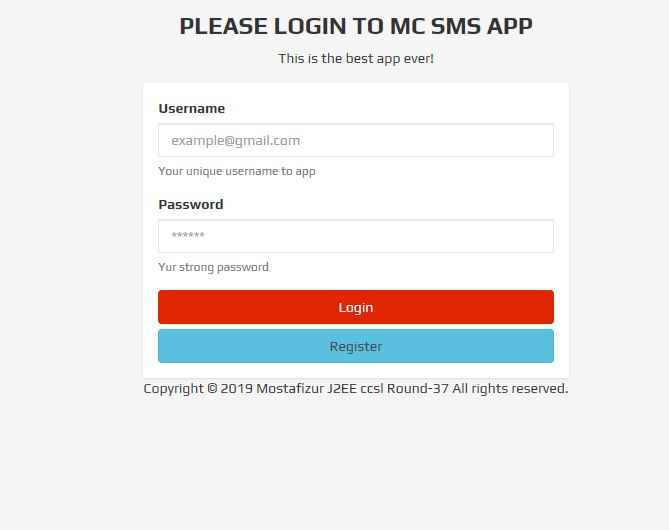 PLEASE LOGIN TO MC SMS APP
This is the best app ever!
Username
example@gmail.com
Your unique username to app
Password
******
Yur strong password
Login
Register
Copyright © 2019 Mostafizur J2EE ccsl Round-37 All rights reserved.